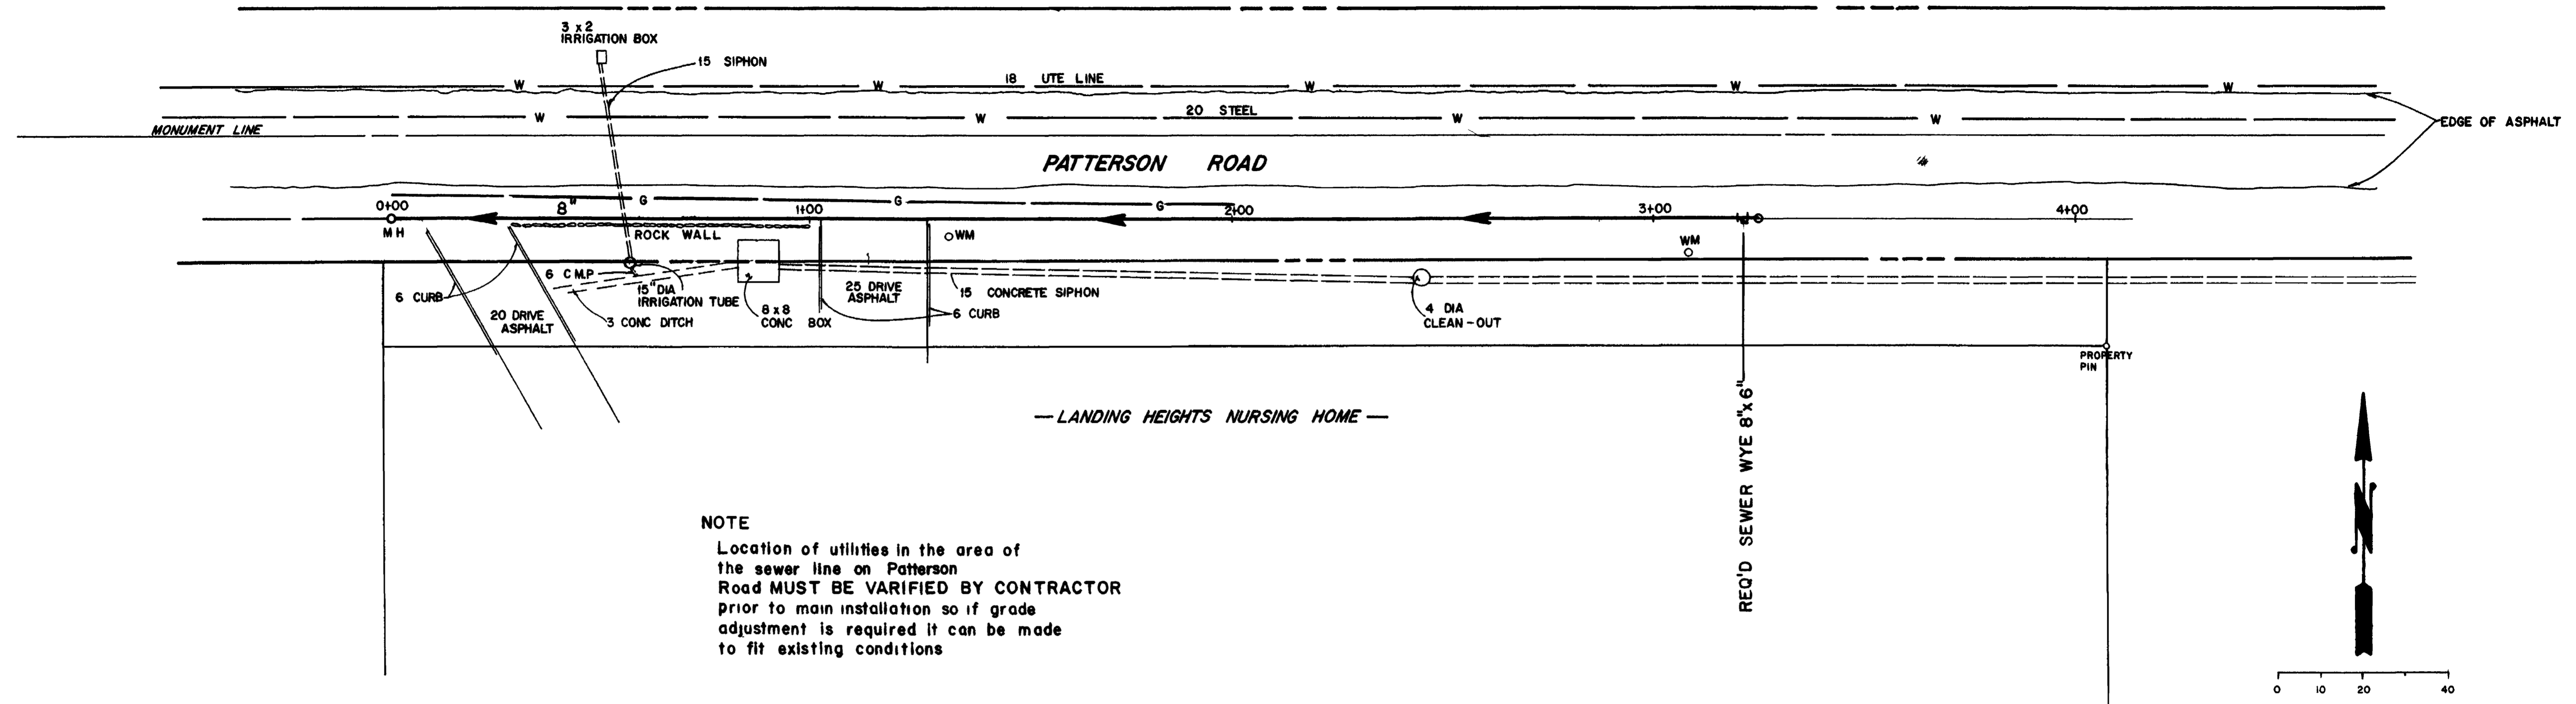 3 x 2
IRRIGATION BOX
15 SIPHON
W W W W W
18 UTE LINE
W W W W
20 STEEL
MONUMENT LINE
EDGE OF ASPHALT
PATTERSON ROAD
G G G
0+00 8" 1+00 2+00 3+00 4+00
MH
ROCK WALL
WM
WM
6 C.M.P
6 CURB
15" DIA
IRRIGATION TUBE
20 DRIVE
ASPHALT
3 CONC DITCH
8 x 8
CONC BOX
25 DRIVE
ASPHALT
15 CONCRETE SIPHON
6 CURB
4 DIA
CLEAN-OUT
PROPERTY
PIN
REQ'D SEWER WYE 8"x6"
— LANDING HEIGHTS NURSING HOME —
NOTE
Location of utilities in the area of
the sewer line on Patterson
Road MUST BE VARIFIED BY CONTRACTOR
prior to main installation so if grade
adjustment is required it can be made
to fit existing conditions
N
0 10 20 40